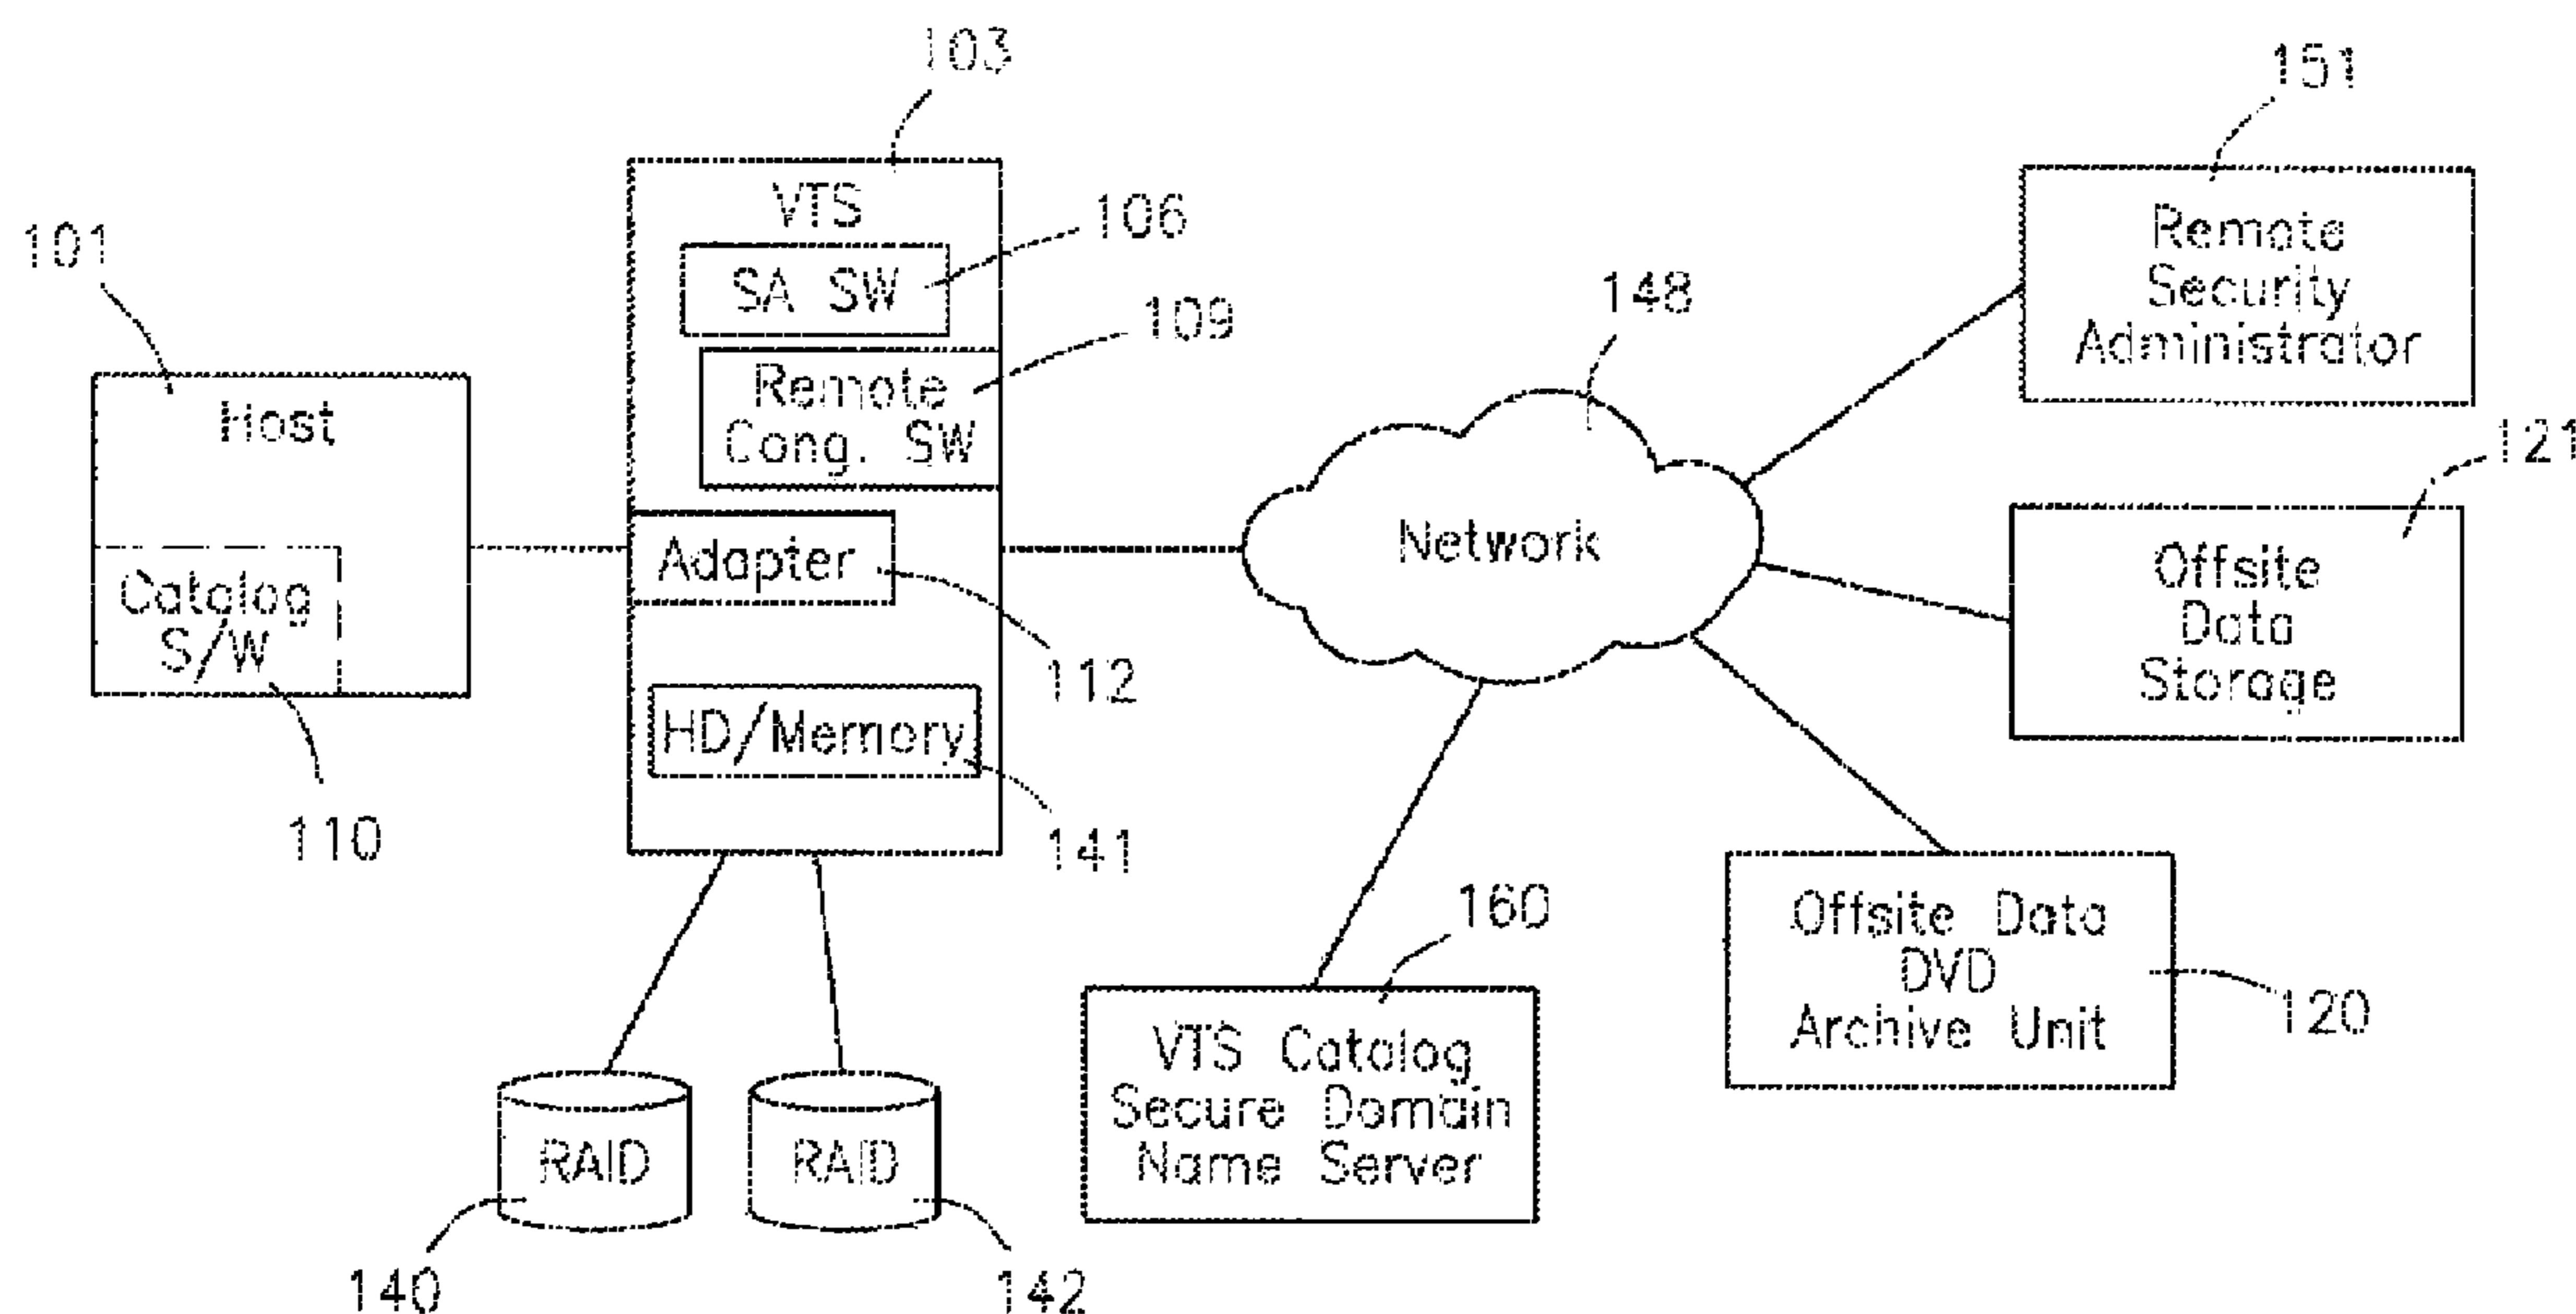 103
151
VTS
106
101
SA SW
Remote
Security
Administrator
109
148
Remote
Cong. SW
Host
121
Network
Offsite
Data
Storage
Adapter
Catalog
S/W
112
HD/Memory
110
141
160
Offsite Data
DVD
Archive Unit
120
VTS Catalog
Secure Domain
Name Server
RAID
RAID
140
142